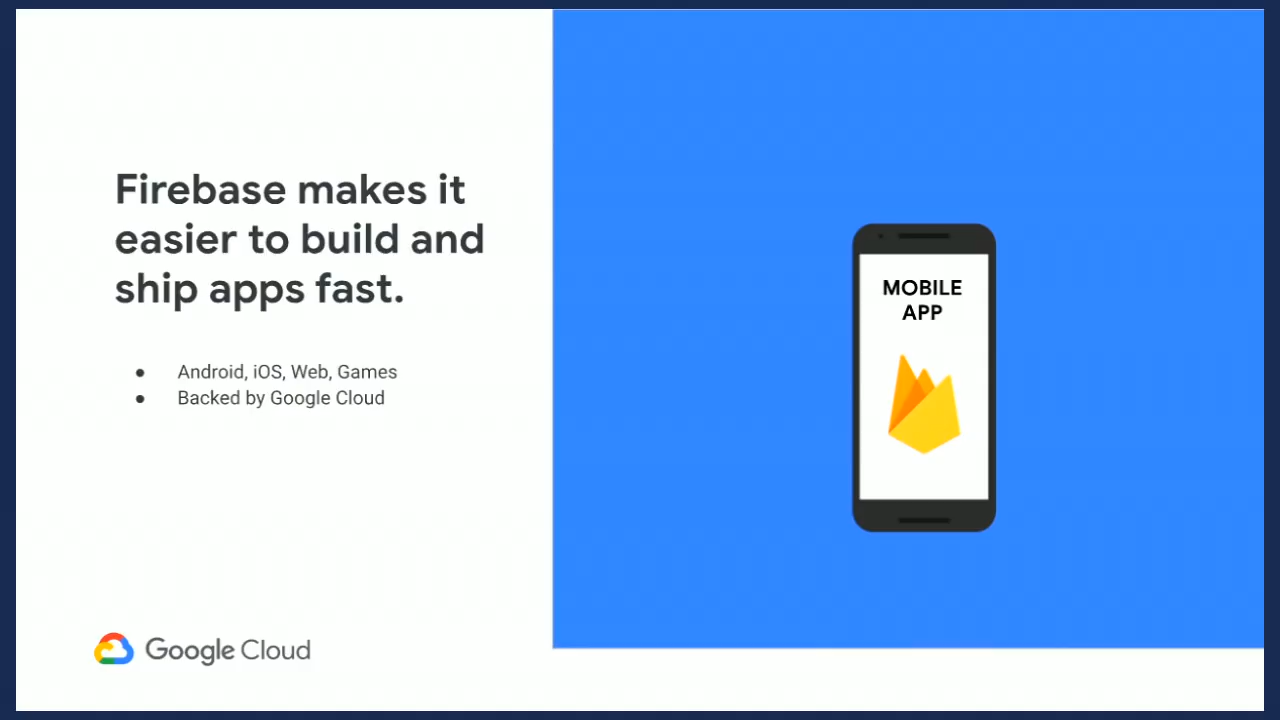 Firebase makes it
easier to build and
ship apps fast.
● Android, iOS, Web, Games
● Backed by Google Cloud
MOBILE
APP
Google Cloud